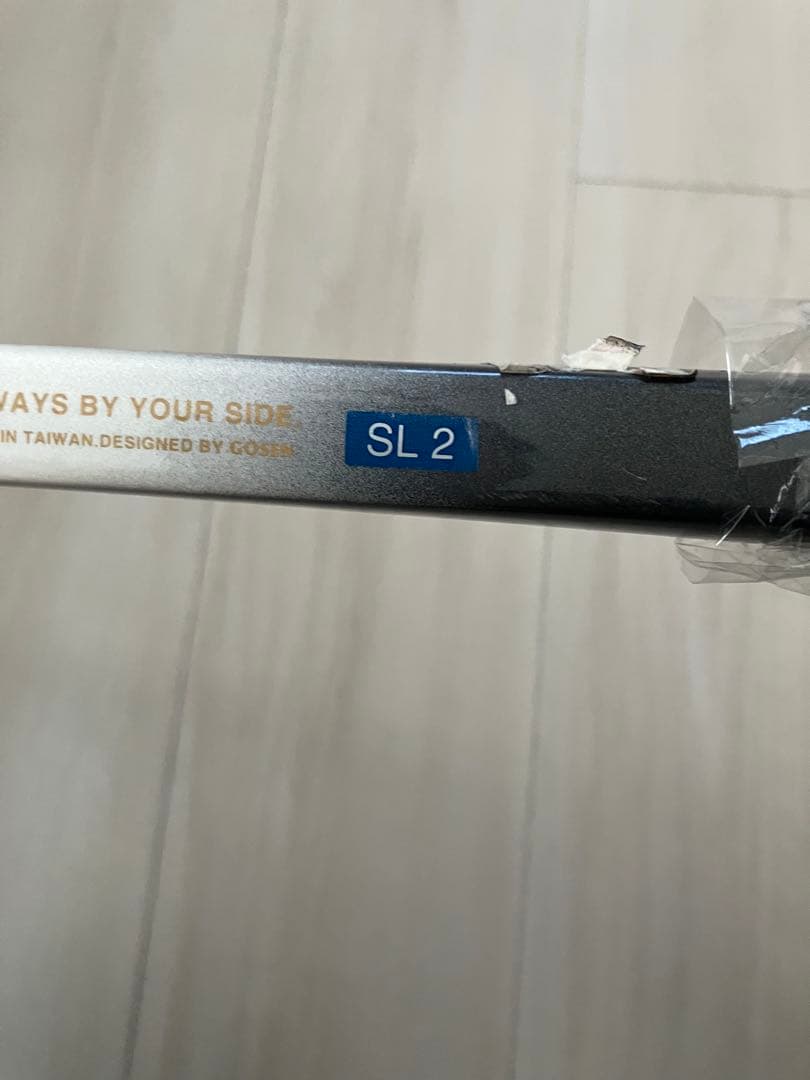 WAYS BY YOUR SIDE.
IN TAIWAN.DESIGNED BY GOSEN
SL 2